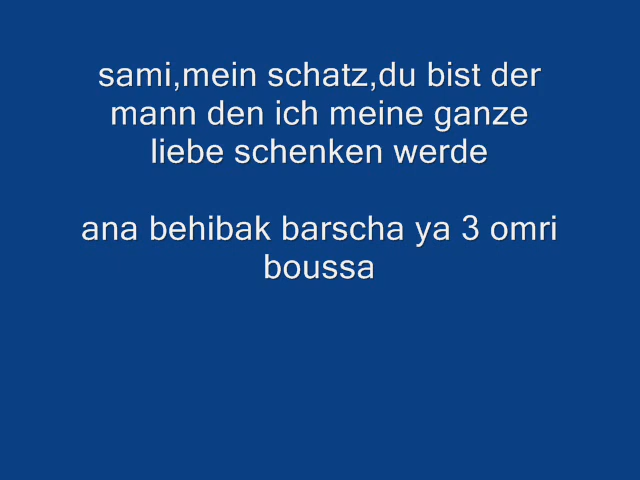 sami,mein schatz,du bist der
mann den ich meine ganze
liebe schenken werde
ana behibak barscha ya 3 omri
boussa